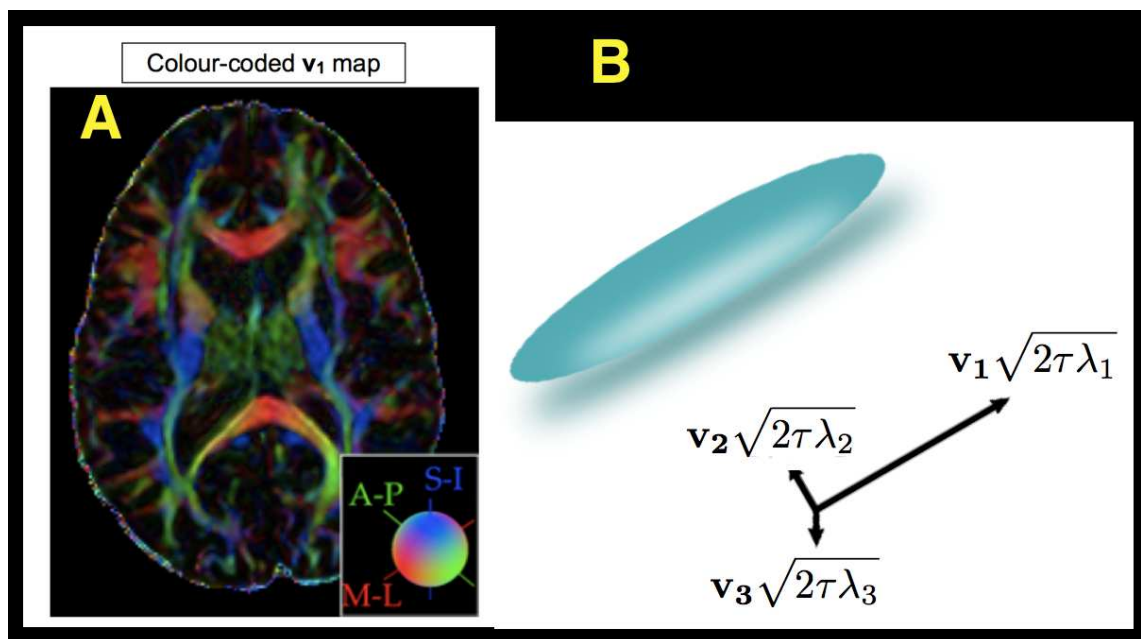 Colour-coded v₁ map
A
A-P
S-I
M-L
B
v₁√2τλ₁
v₂√2τλ₂
v₃√2τλ₃